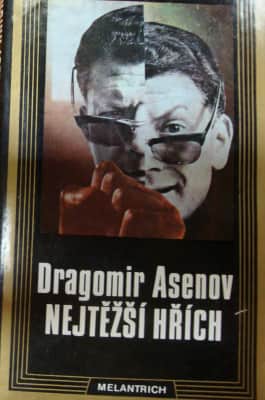 Dragomir Asenov
NEJTĚŽŠÍ HŘÍCH
MELANTRICH